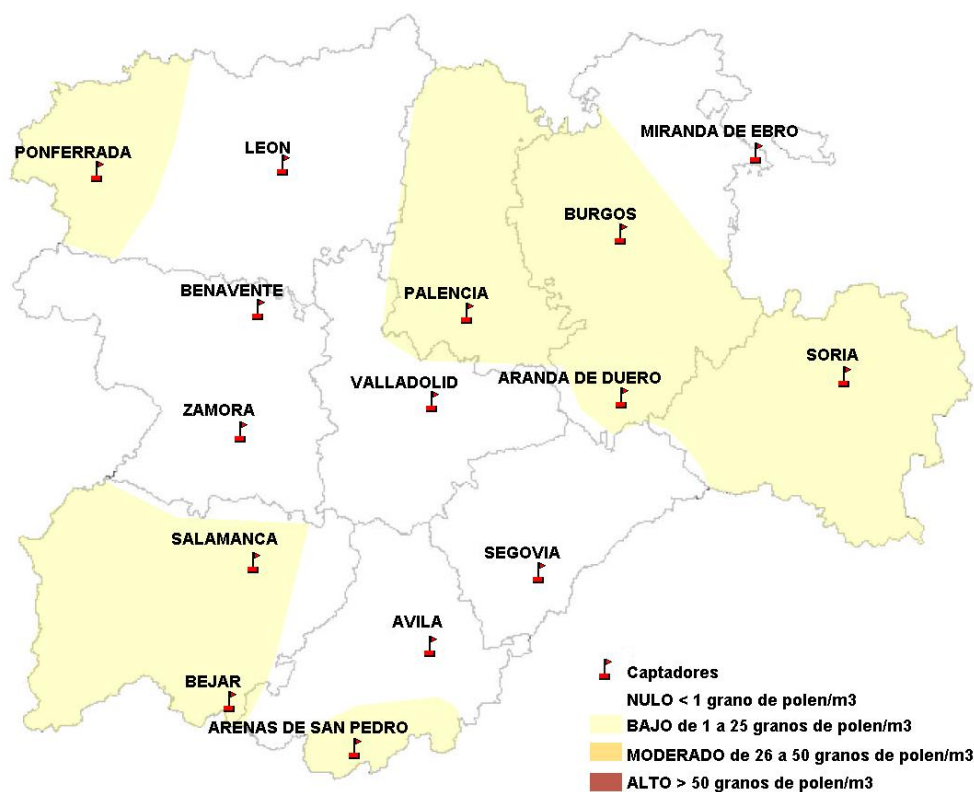 MIRANDA DE EBRO
PONFERRADA
LEON
BURGOS
BENAVENTE
PALENCIA
SORIA
VALLADOLID
ARANDA DE DUERO
ZAMORA
SALAMANCA
SEGOVIA
AVILA
BEJAR
ARENAS DE SAN PEDRO
Captadores
NULO < 1 grano de polen/m3
BAJO de 1 a 25 granos de polen/m3
MODERADO de 26 a 50 granos de polen/m3
ALTO > 50 granos de polen/m3